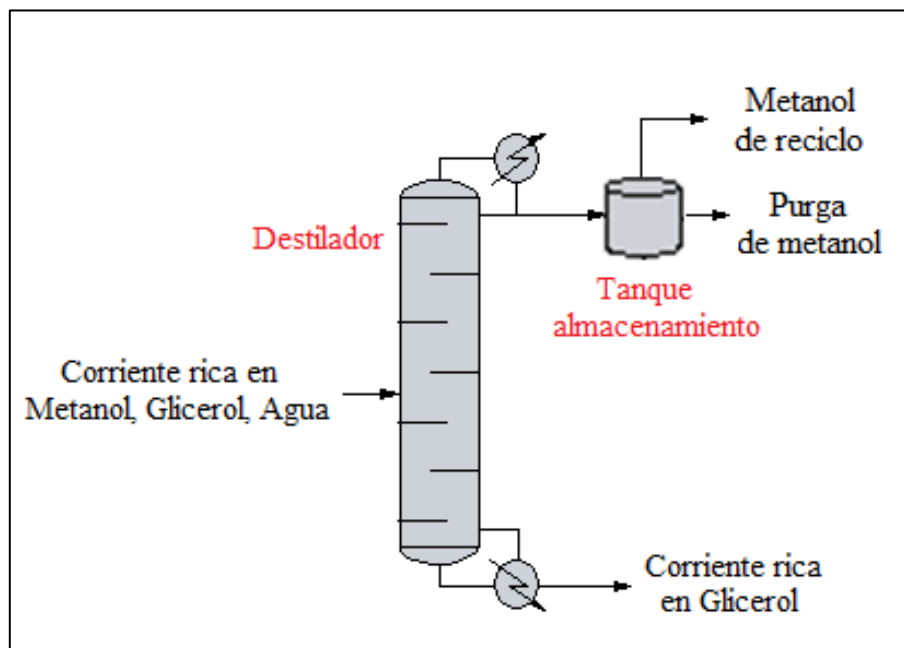 Metanol
de reciclo
Destilador
Purga
de metanol
Tanque
almacenamiento
Corriente rica en
Metanol, Glicerol, Agua
Corriente rica
en Glicerol